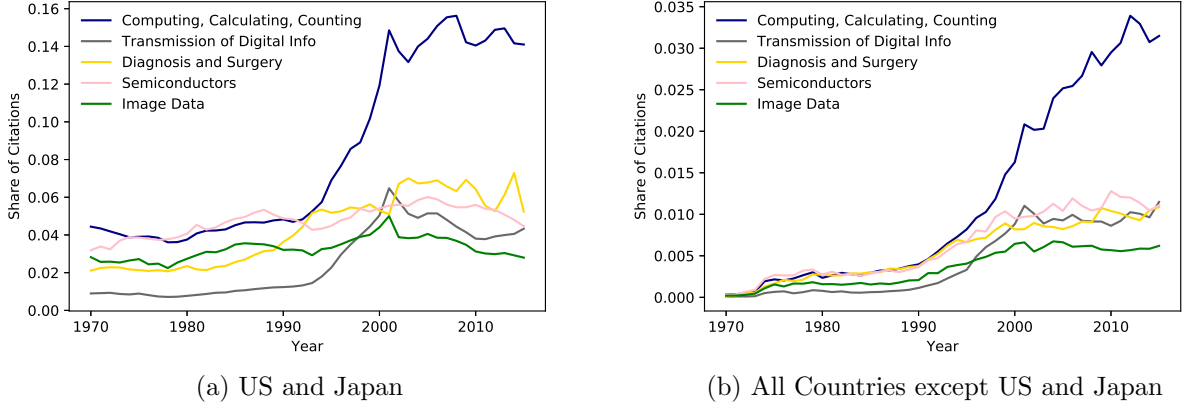 0.16
0.14
0.12
0.10
0.08
0.06
0.04
0.02
0.00
Share of Citations
Computing, Calculating, Counting
Transmission of Digital Info
Diagnosis and Surgery
Semiconductors
Image Data
1970 1980 1990 2000 2010
Year
(a) US and Japan
0.035
0.030
0.025
0.020
0.015
0.010
0.005
0.000
Share of Citations
Computing, Calculating, Counting
Transmission of Digital Info
Diagnosis and Surgery
Semiconductors
Image Data
1970 1980 1990 2000 2010
Year
(b) All Countries except US and Japan